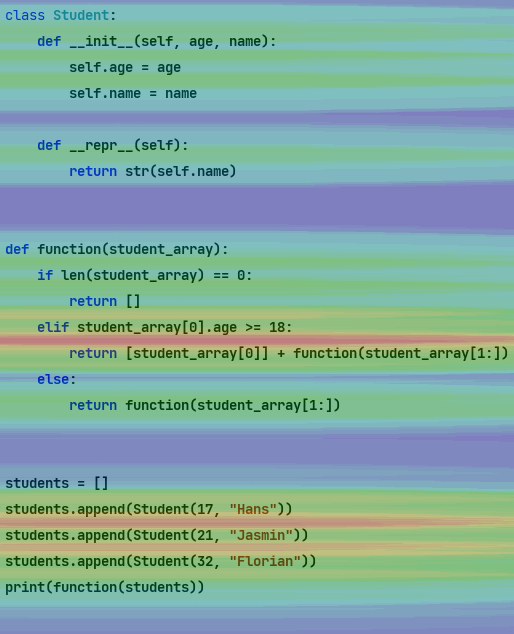 class Student:
    def __init__(self, age, name):
        self.age = age
        self.name = name
    def __repr__(self):
        return str(self.name)
def function(student_array):
    if len(student_array) == 0:
        return []
    elif student_array[0].age >= 18:
        return [student_array[0]] + function(student_array[1:])
    else:
        return function(student_array[1:])
students = []
students.append(Student(17, "Hans"))
students.append(Student(21, "Jasmin"))
students.append(Student(32, "Florian"))
print(function(students))